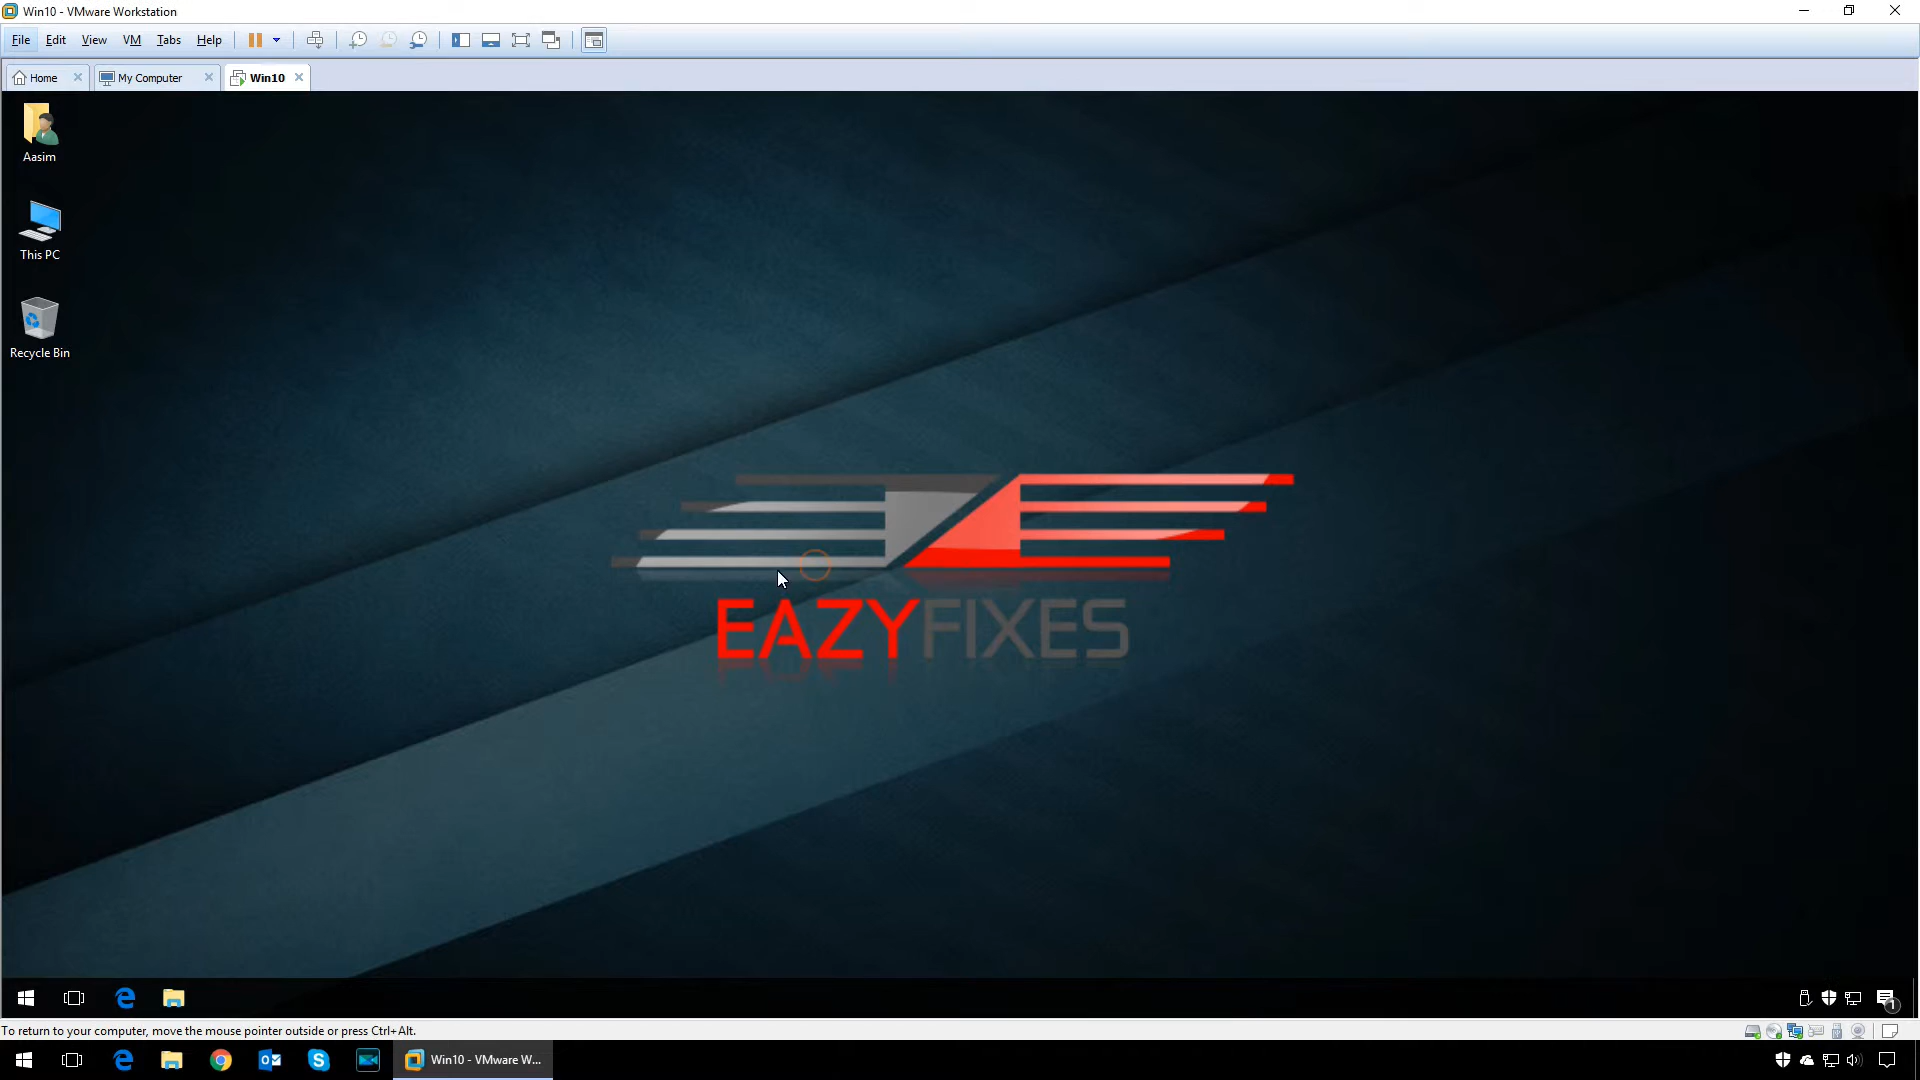 Win10 - VMware Workstation
File Edit View VM Tabs Help
Home My Computer Win10
Aasim
This PC
Recycle Bin
EAZYFIXES
1
To return to your computer, move the mouse pointer outside or press Ctrl+Alt.
Win10 - VMware W...